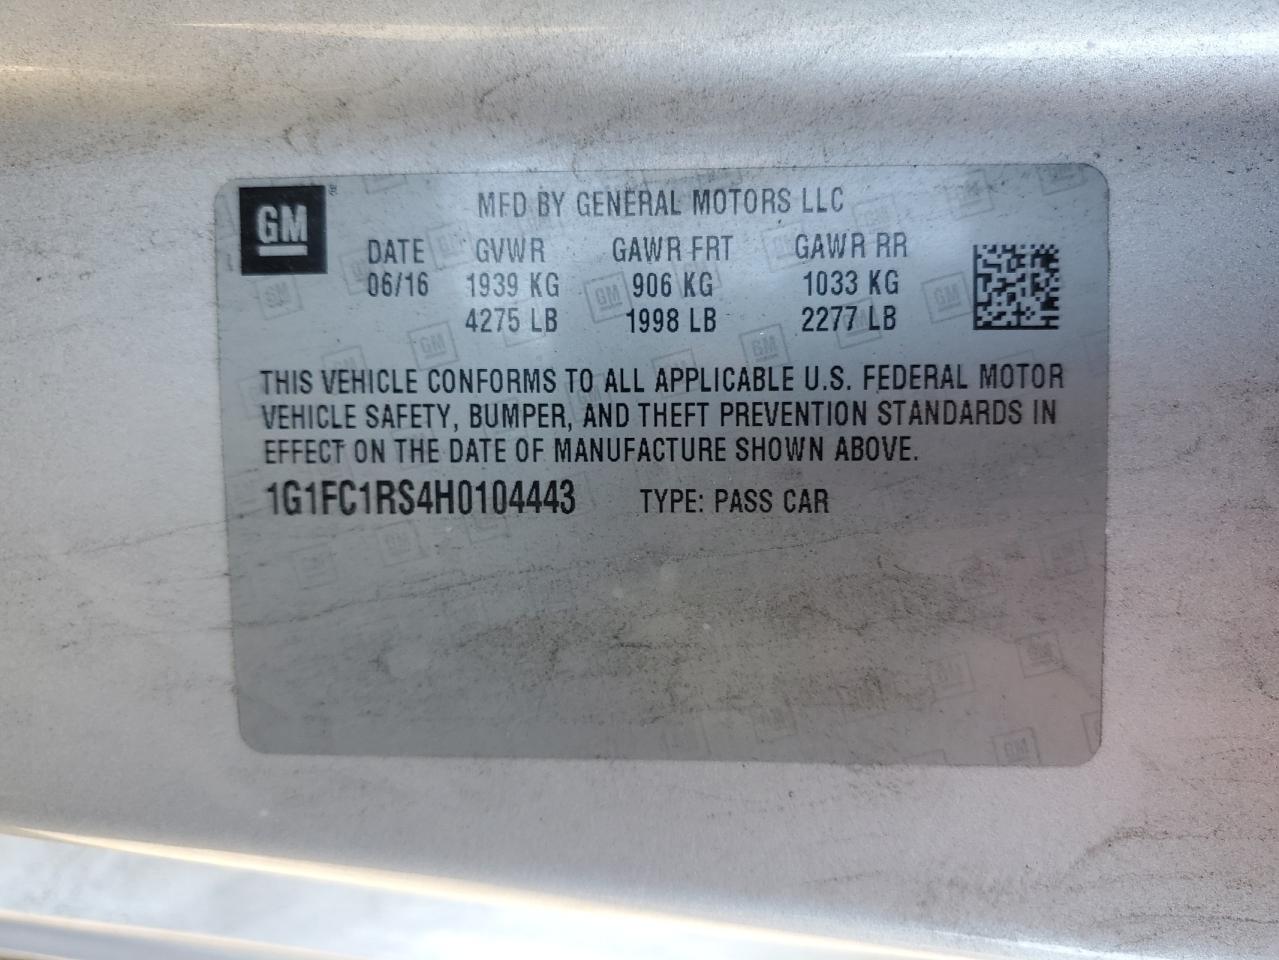 GM
MFD BY GENERAL MOTORS LLC
DATE GVWR GAWR FRT GAWR RR
06/16 1939 KG 906 KG 1033 KG
4275 LB 1998 LB 2277 LB
THIS VEHICLE CONFORMS TO ALL APPLICABLE U.S. FEDERAL MOTOR
VEHICLE SAFETY, BUMPER, AND THEFT PREVENTION STANDARDS IN
EFFECT ON THE DATE OF MANUFACTURE SHOWN ABOVE.
1G1FC1RS4H0104443 TYPE: PASS CAR